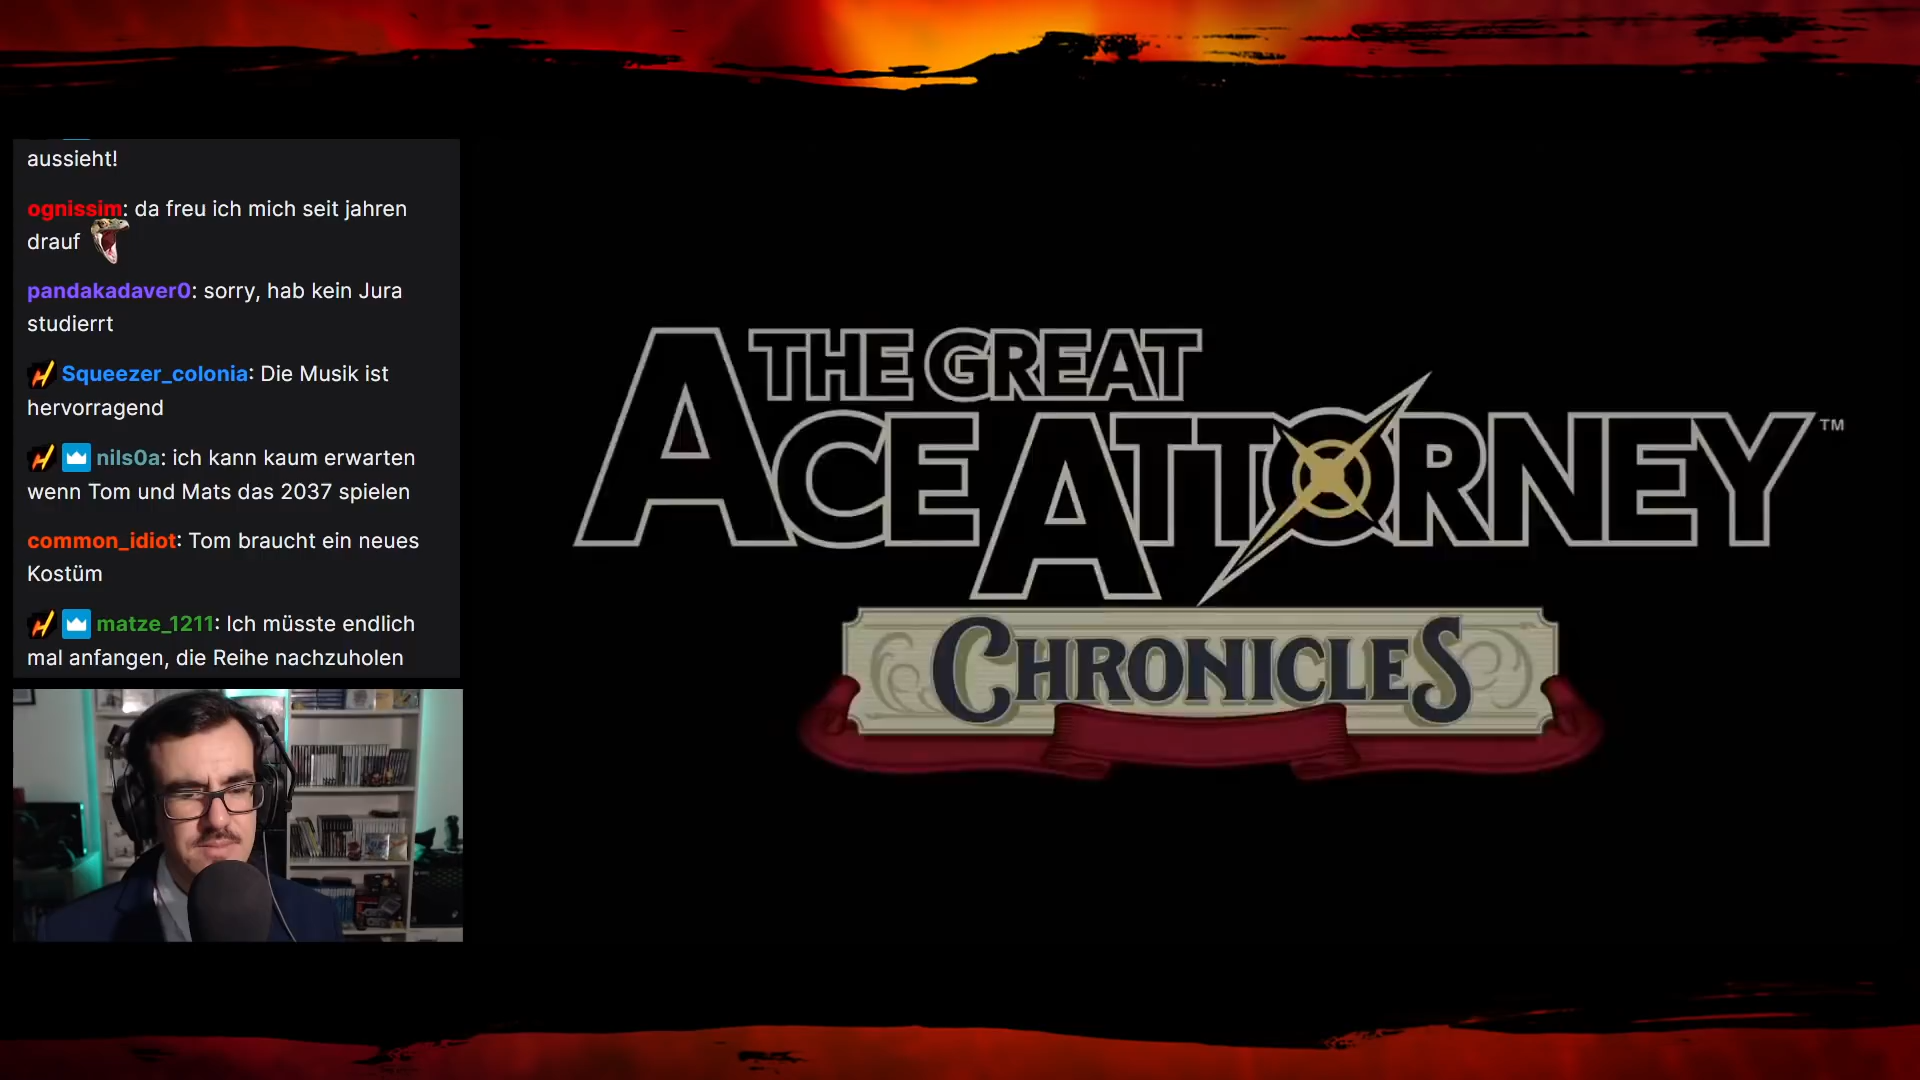 aussieht!
ognissim: da freu ich mich seit jahren
drauf
pandakadaver0: sorry, hab kein Jura
studierrt
Squeezer_colonia: Die Musik ist
hervorragend
nils0a: ich kann kaum erwarten
wenn Tom und Mats das 2037 spielen
common_idiot: Tom braucht ein neues
Kostüm
matze_1211: Ich müsste endlich
mal anfangen, die Reihe nachzuholen
THE GREAT
ACE ATTORNEY™
CHRONICLES